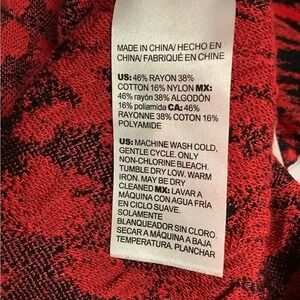 MADE IN CHINA/ HECHO EN
CHINA/ FABRIQUÉ EN CHINE
US: 46% RAYON 38%
COTTON 16% NYLON MX:
46% rayón 38% ALGODÓN
16% poliamida CA: 46%
RAYONNE 38% COTON 16%
POLYAMIDE
US: MACHINE WASH COLD,
GENTLE CYCLE. ONLY
NON-CHLORINE BLEACH.
TUMBLE DRY LOW. WARM
IRON. MAY BE DRY
CLEANED MX: LAVAR A
MÁQUINA CON AGUA FRÍA
EN CICLO SUAVE.
SOLAMENTE
BLANQUEADOR SIN CLORO.
SECAR A MÁQUINA A BAJA
TEMPERATURA. PLANCHAR